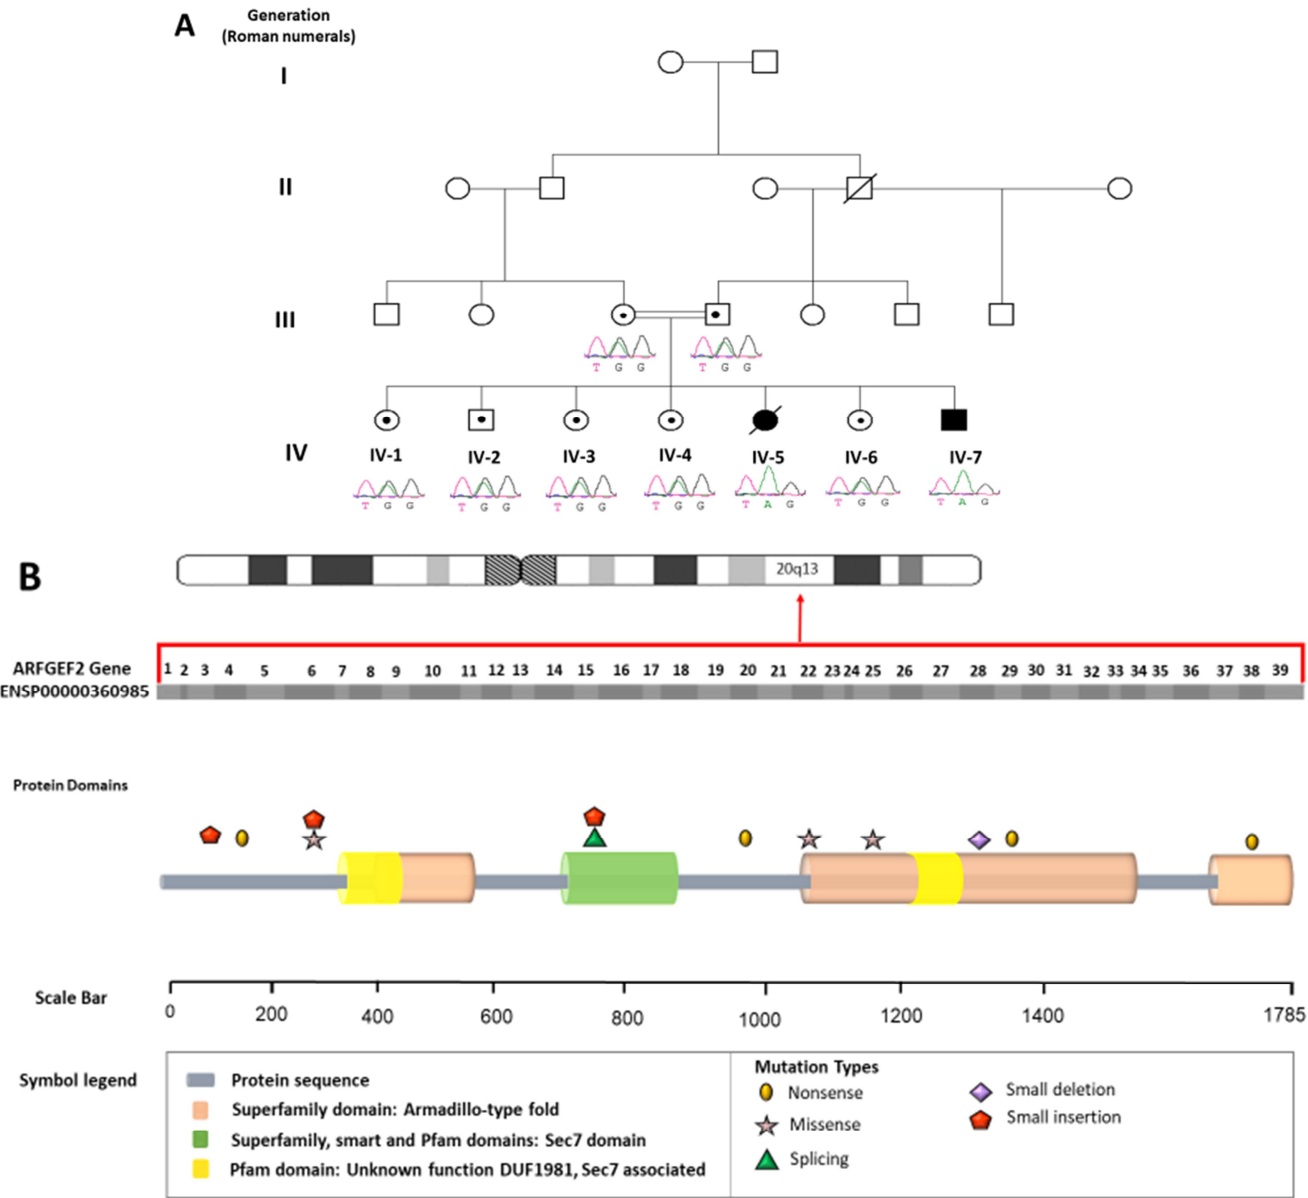 A
Generation
(Roman numerals)
I
II
III
T G G T G G
IV
IV-1 IV-2 IV-3 IV-4 IV-5 IV-6 IV-7
T G G T G G T G G T G G T A G T G G T A G
B
20q13
ARFGEF2 Gene
1 2 3 4 5 6 7 8 9 10 11 12 13 14 15 16 17 18 19 20 21 22 23 24 25 26 27 28 29 30 31 32 33 34 35 36 37 38 39
ENSP00000360985
Protein Domains
Scale Bar
0 200 400 600 800 1000 1200 1400 1785
Symbol legend
Protein sequence
Superfamily domain: Armadillo-type fold
Superfamily, smart and Pfam domains: Sec7 domain
Pfam domain: Unknown function DUF1981, Sec7 associated
Mutation Types
Nonsense
Missense
Splicing
Small deletion
Small insertion